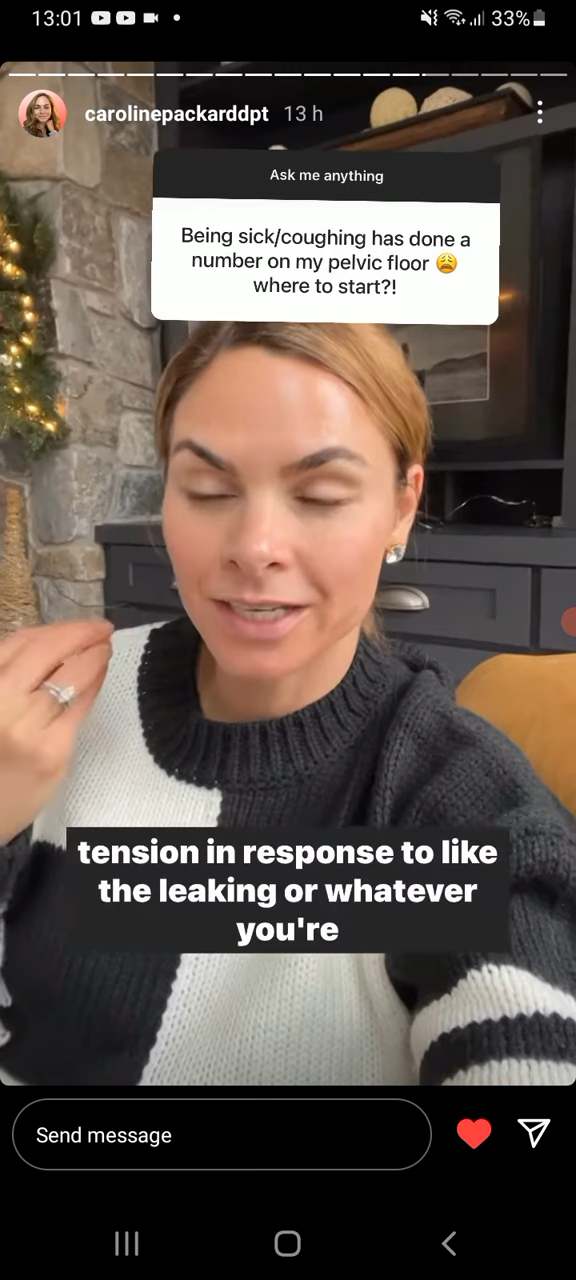 13:01 33%
carolinepackarddpt 13 h
Ask me anything
Being sick/coughing has done a
number on my pelvic floor 😩
where to start?!
tension in response to like
the leaking or whatever
you're
Send message